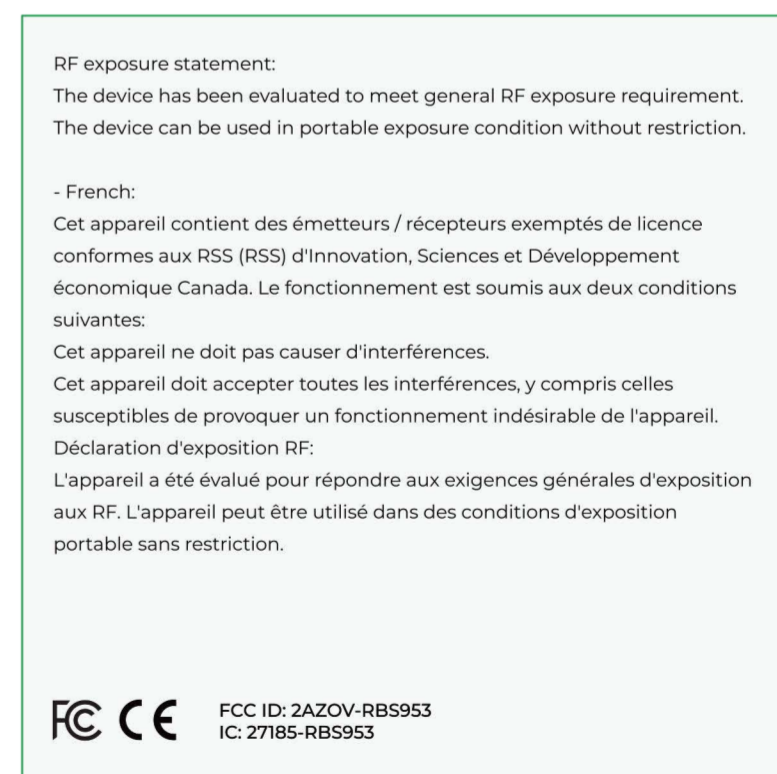 RF exposure statement:
The device has been evaluated to meet general RF exposure requirement.
The device can be used in portable exposure condition without restriction.
- French:
Cet appareil contient des émetteurs / récepteurs exemptés de licence
conformes aux RSS (RSS) d'Innovation, Sciences et Développement
économique Canada. Le fonctionnement est soumis aux deux conditions
suivantes:
Cet appareil ne doit pas causer d'interférences.
Cet appareil doit accepter toutes les interférences, y compris celles
susceptibles de provoquer un fonctionnement indésirable de l'appareil.
Déclaration d'exposition RF:
L'appareil a été évalué pour répondre aux exigences générales d'exposition
aux RF. L'appareil peut être utilisé dans des conditions d'exposition
portable sans restriction.
FC CE FCC ID: 2AZOV-RBS953
IC: 27185-RBS953